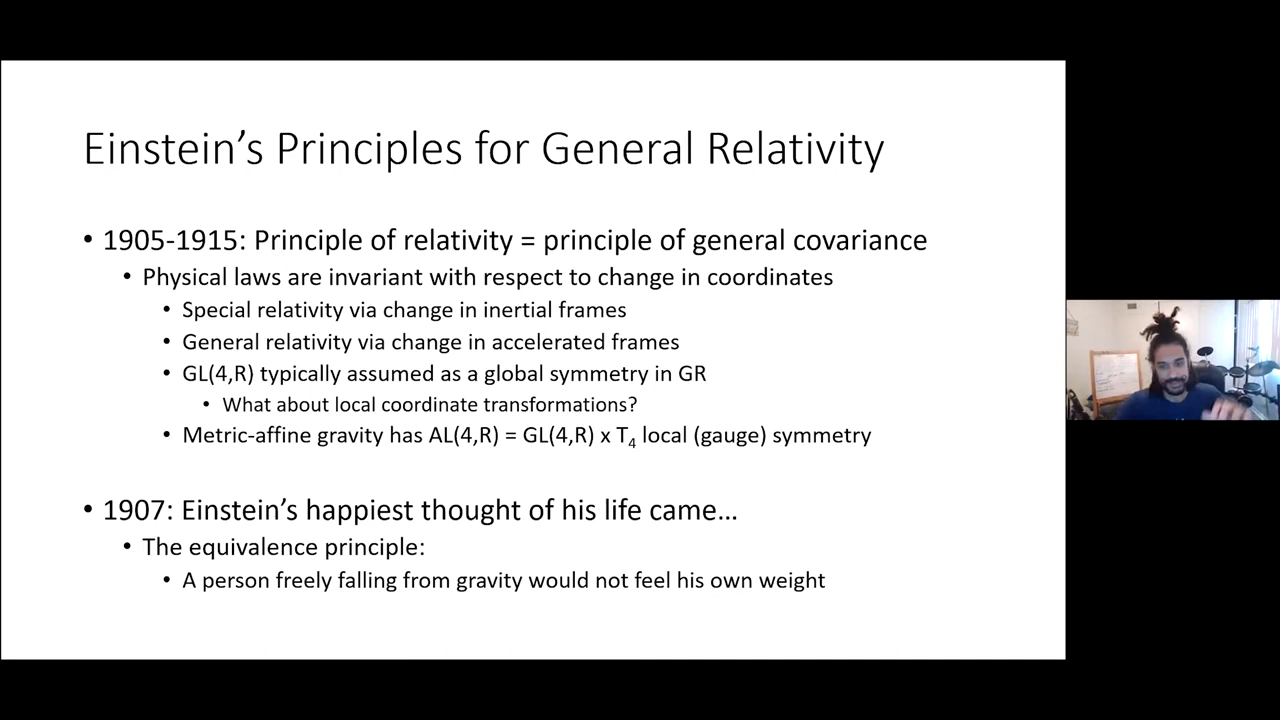 Einstein's Principles for General Relativity
• 1905-1915: Principle of relativity = principle of general covariance
• Physical laws are invariant with respect to change in coordinates
• Special relativity via change in inertial frames
• General relativity via change in accelerated frames
• GL(4,R) typically assumed as a global symmetry in GR
• What about local coordinate transformations?
• Metric-affine gravity has AL(4,R) = GL(4,R) x T₄ local (gauge) symmetry
• 1907: Einstein's happiest thought of his life came…
• The equivalence principle:
• A person freely falling from gravity would not feel his own weight